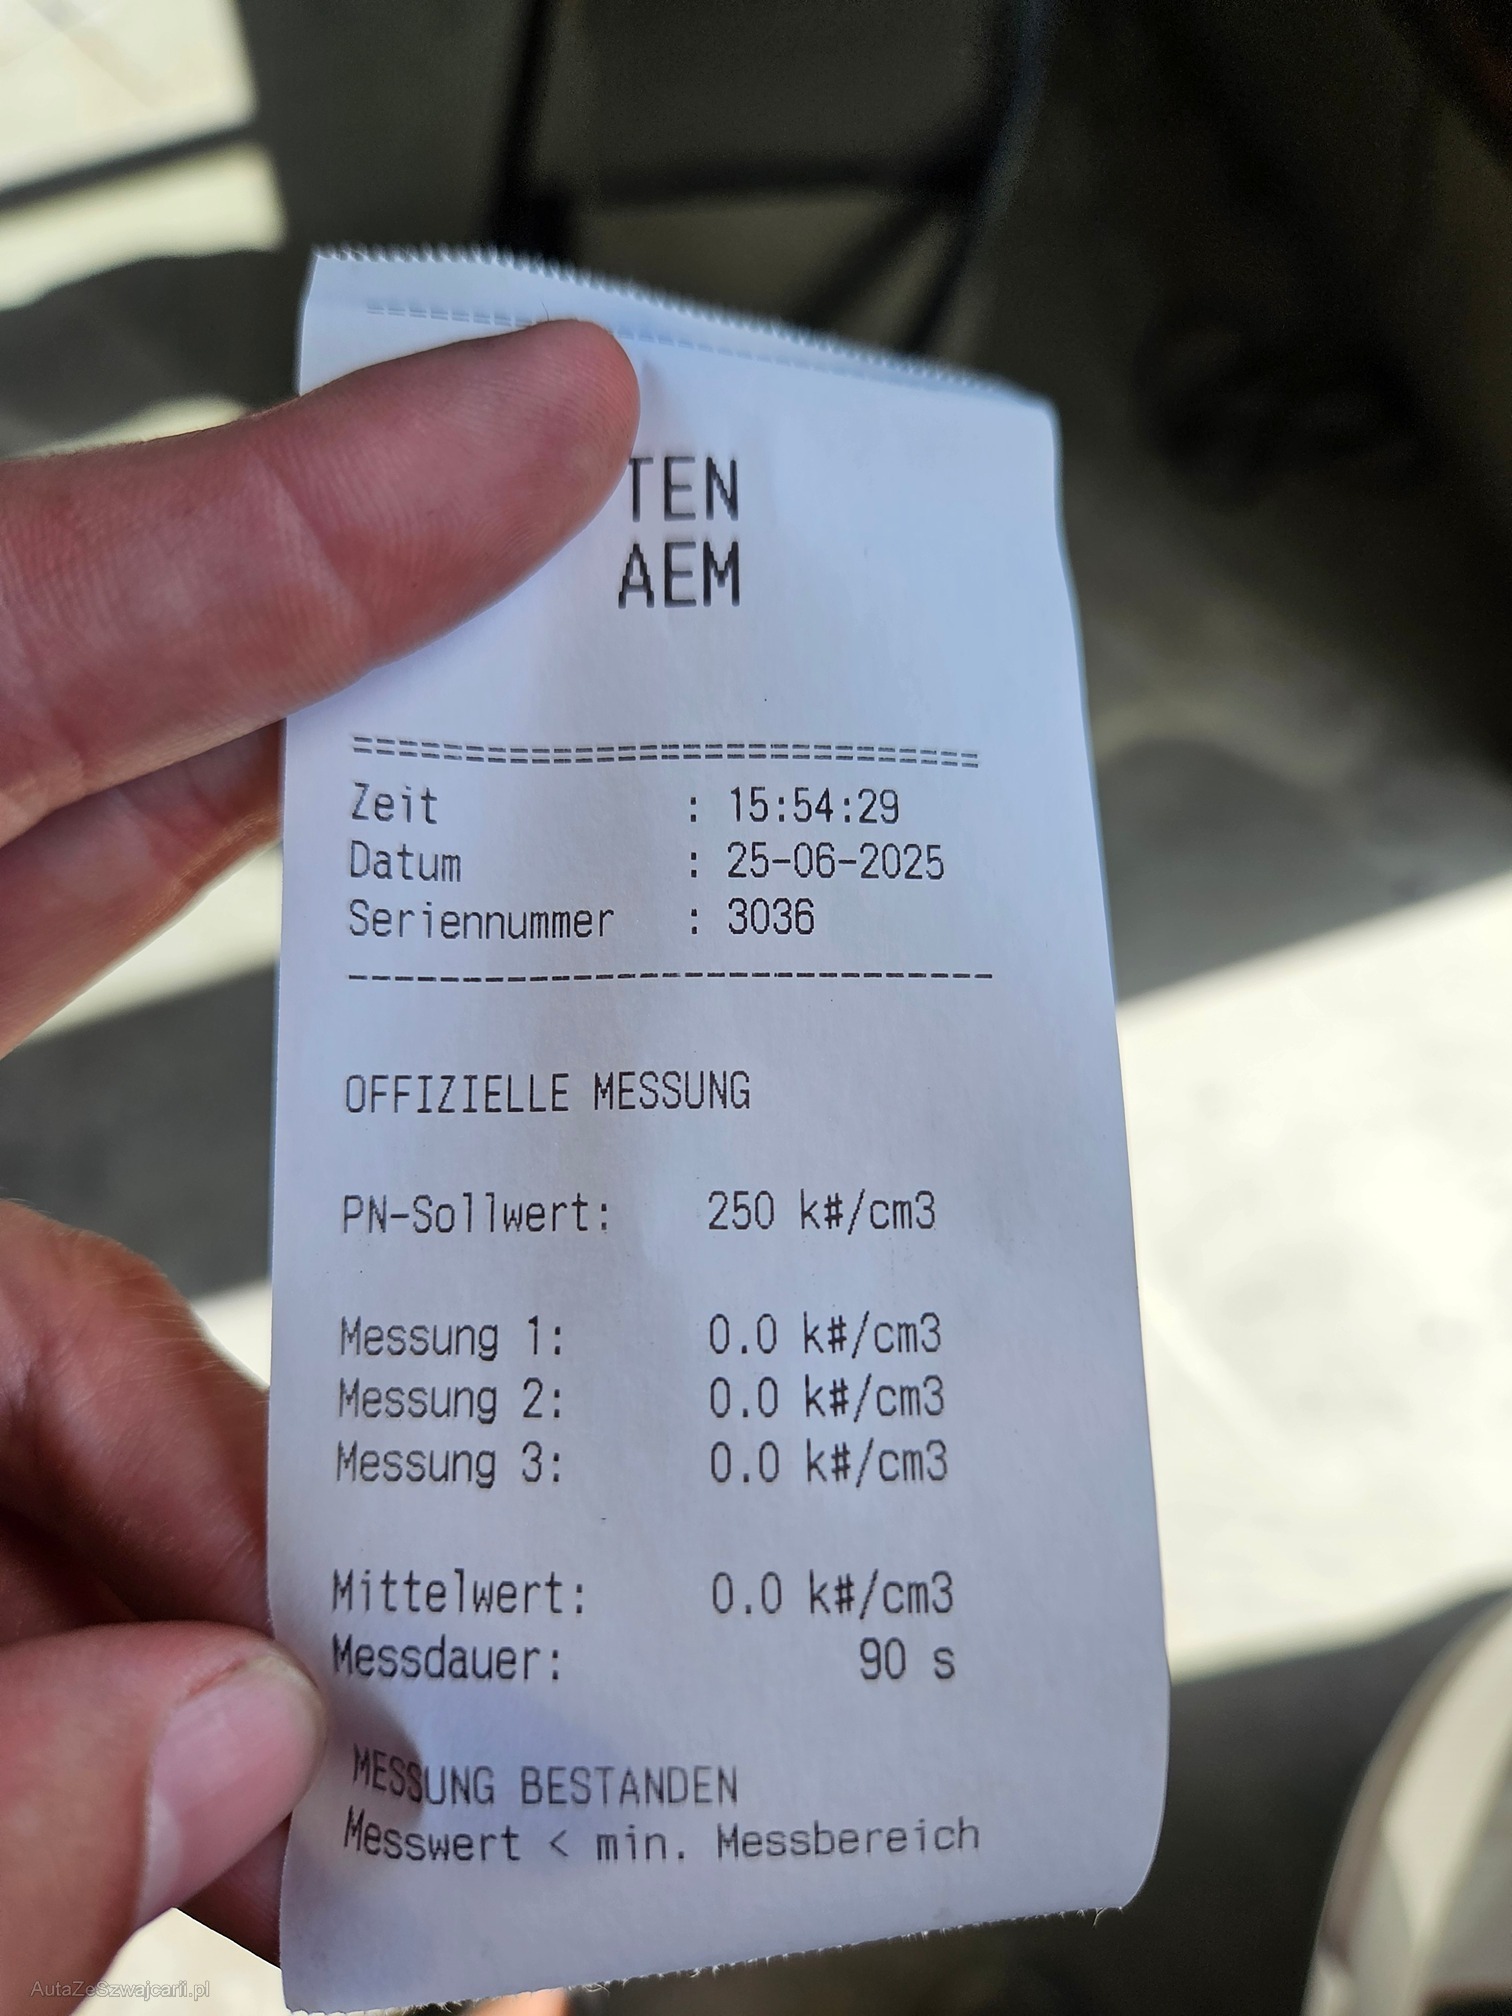 ==============================
TEN
AEM
==============================
Zeit : 15:54:29
Datum : 25-06-2025
Seriennummer : 3036
------------------------------
OFFIZIELLE MESSUNG
PN-Sollwert: 250 k#/cm3
Messung 1: 0.0 k#/cm3
Messung 2: 0.0 k#/cm3
Messung 3: 0.0 k#/cm3
Mittelwert: 0.0 k#/cm3
Messdauer: 90 s
MESSUNG BESTANDEN
Messwert < min. Messbereich
AutaZeSzwajcarii.pl